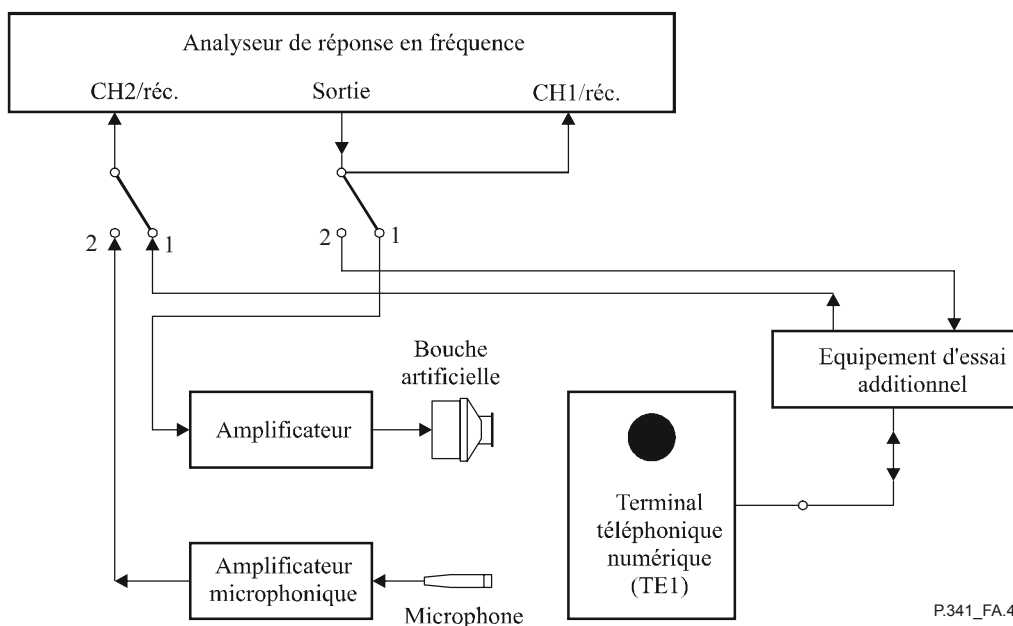 Analyseur de réponse en fréquence
CH2/réc.
Sortie
CH1/réc.
2
1
2
1
Bouche
artificielle
Equipement d'essai
additionnel
Amplificateur
Terminal
téléphonique
numérique
(TE1)
Amplificateur
microphonique
Microphone
P.341_FA.4